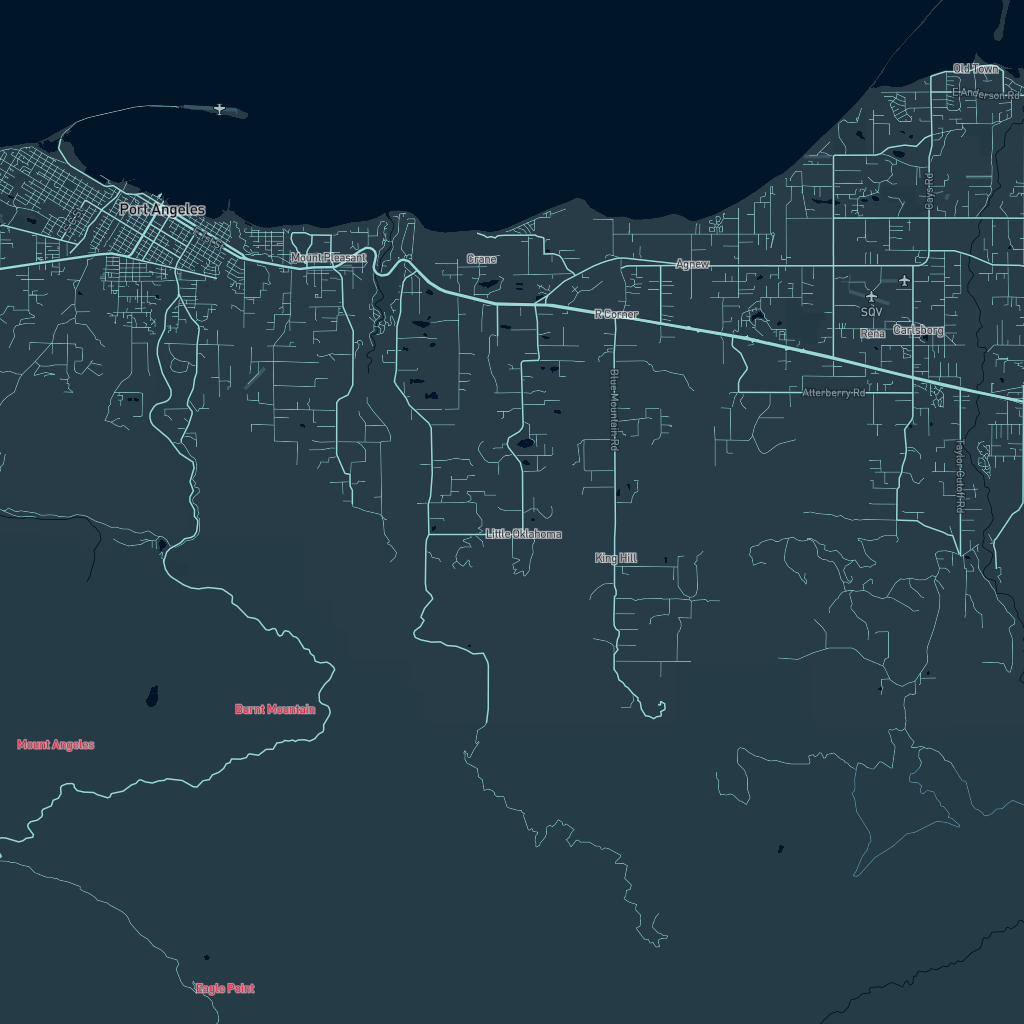 Old Town
E Anderson Rd
Cays Rd
Port Angeles
Mount Pleasant
Crane
Agnew
R Corner
SQV
Rena
Carlsborg
Blue Mountain Rd
Atterberry Rd
Taylor Cutoff Rd
Little Oklahoma
King Hill
Burnt Mountain
Mount Angeles
Eagle Point